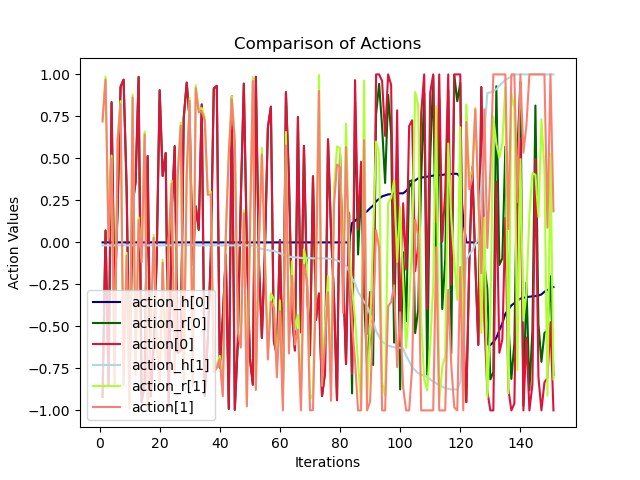 Comparison of Actions
Action Values
1.00
0.75
0.50
0.25
0.00
−0.25
−0.50
−0.75
−1.00
action_h[0]
action_r[0]
action[0]
action_h[1]
action_r[1]
action[1]
0 20 40 60 80 100 120 140
Iterations